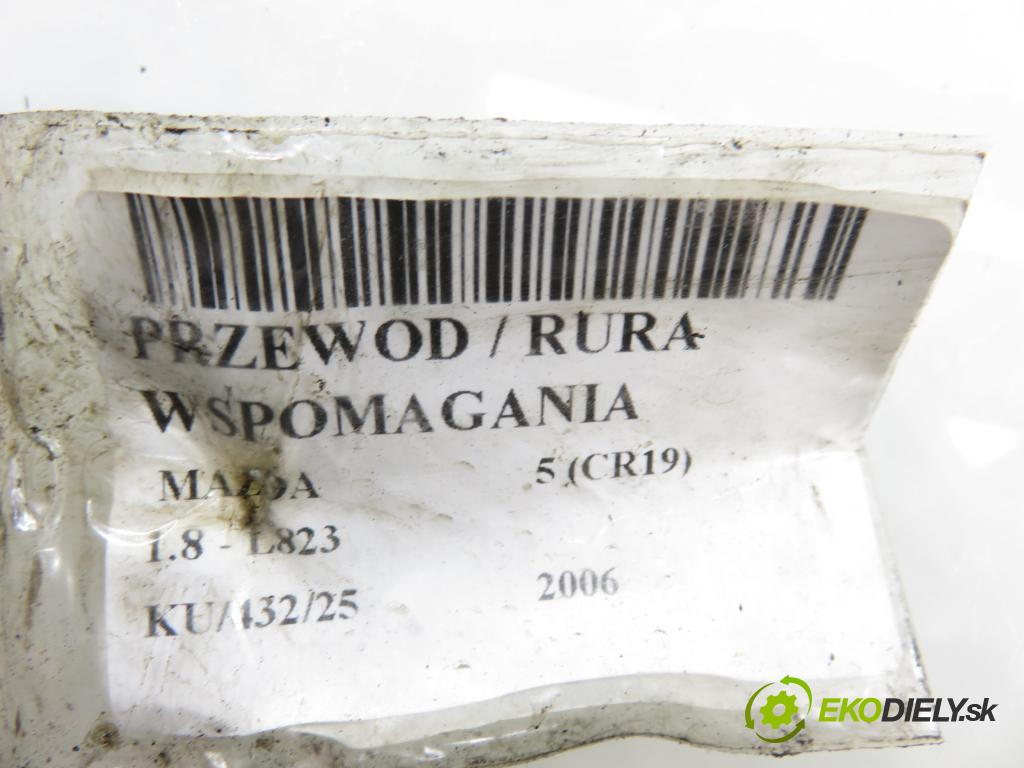 PRZEWOD / RURA
WSPOMAGANIA
MAZDA 5 (CR19)
1.8 - L823
KU/432/25 2006
EKODIELY.sk